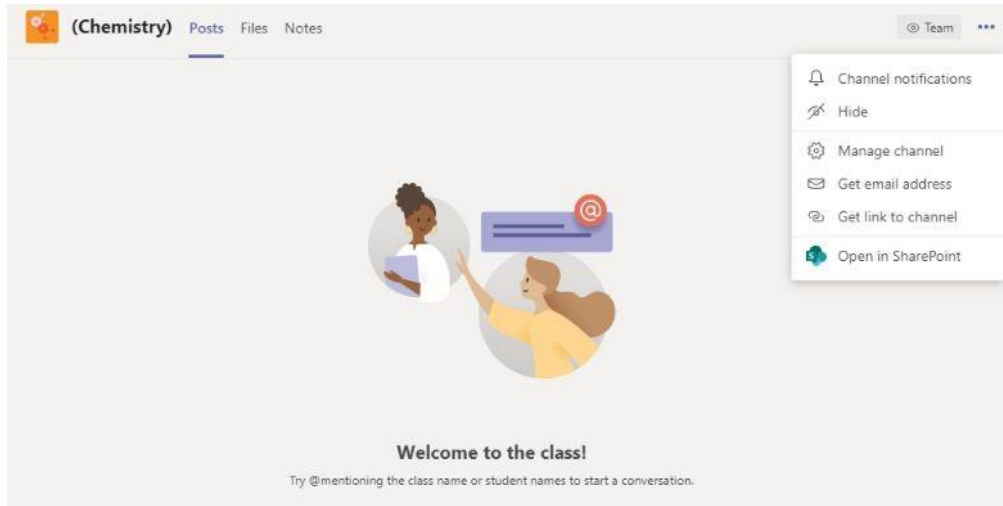 (Chemistry) Posts Files Notes Team
Channel notifications
Hide
Manage channel
Get email address
Get link to channel
S Open in SharePoint
@
Welcome to the class!
Try @mentioning the class name or student names to start a conversation.